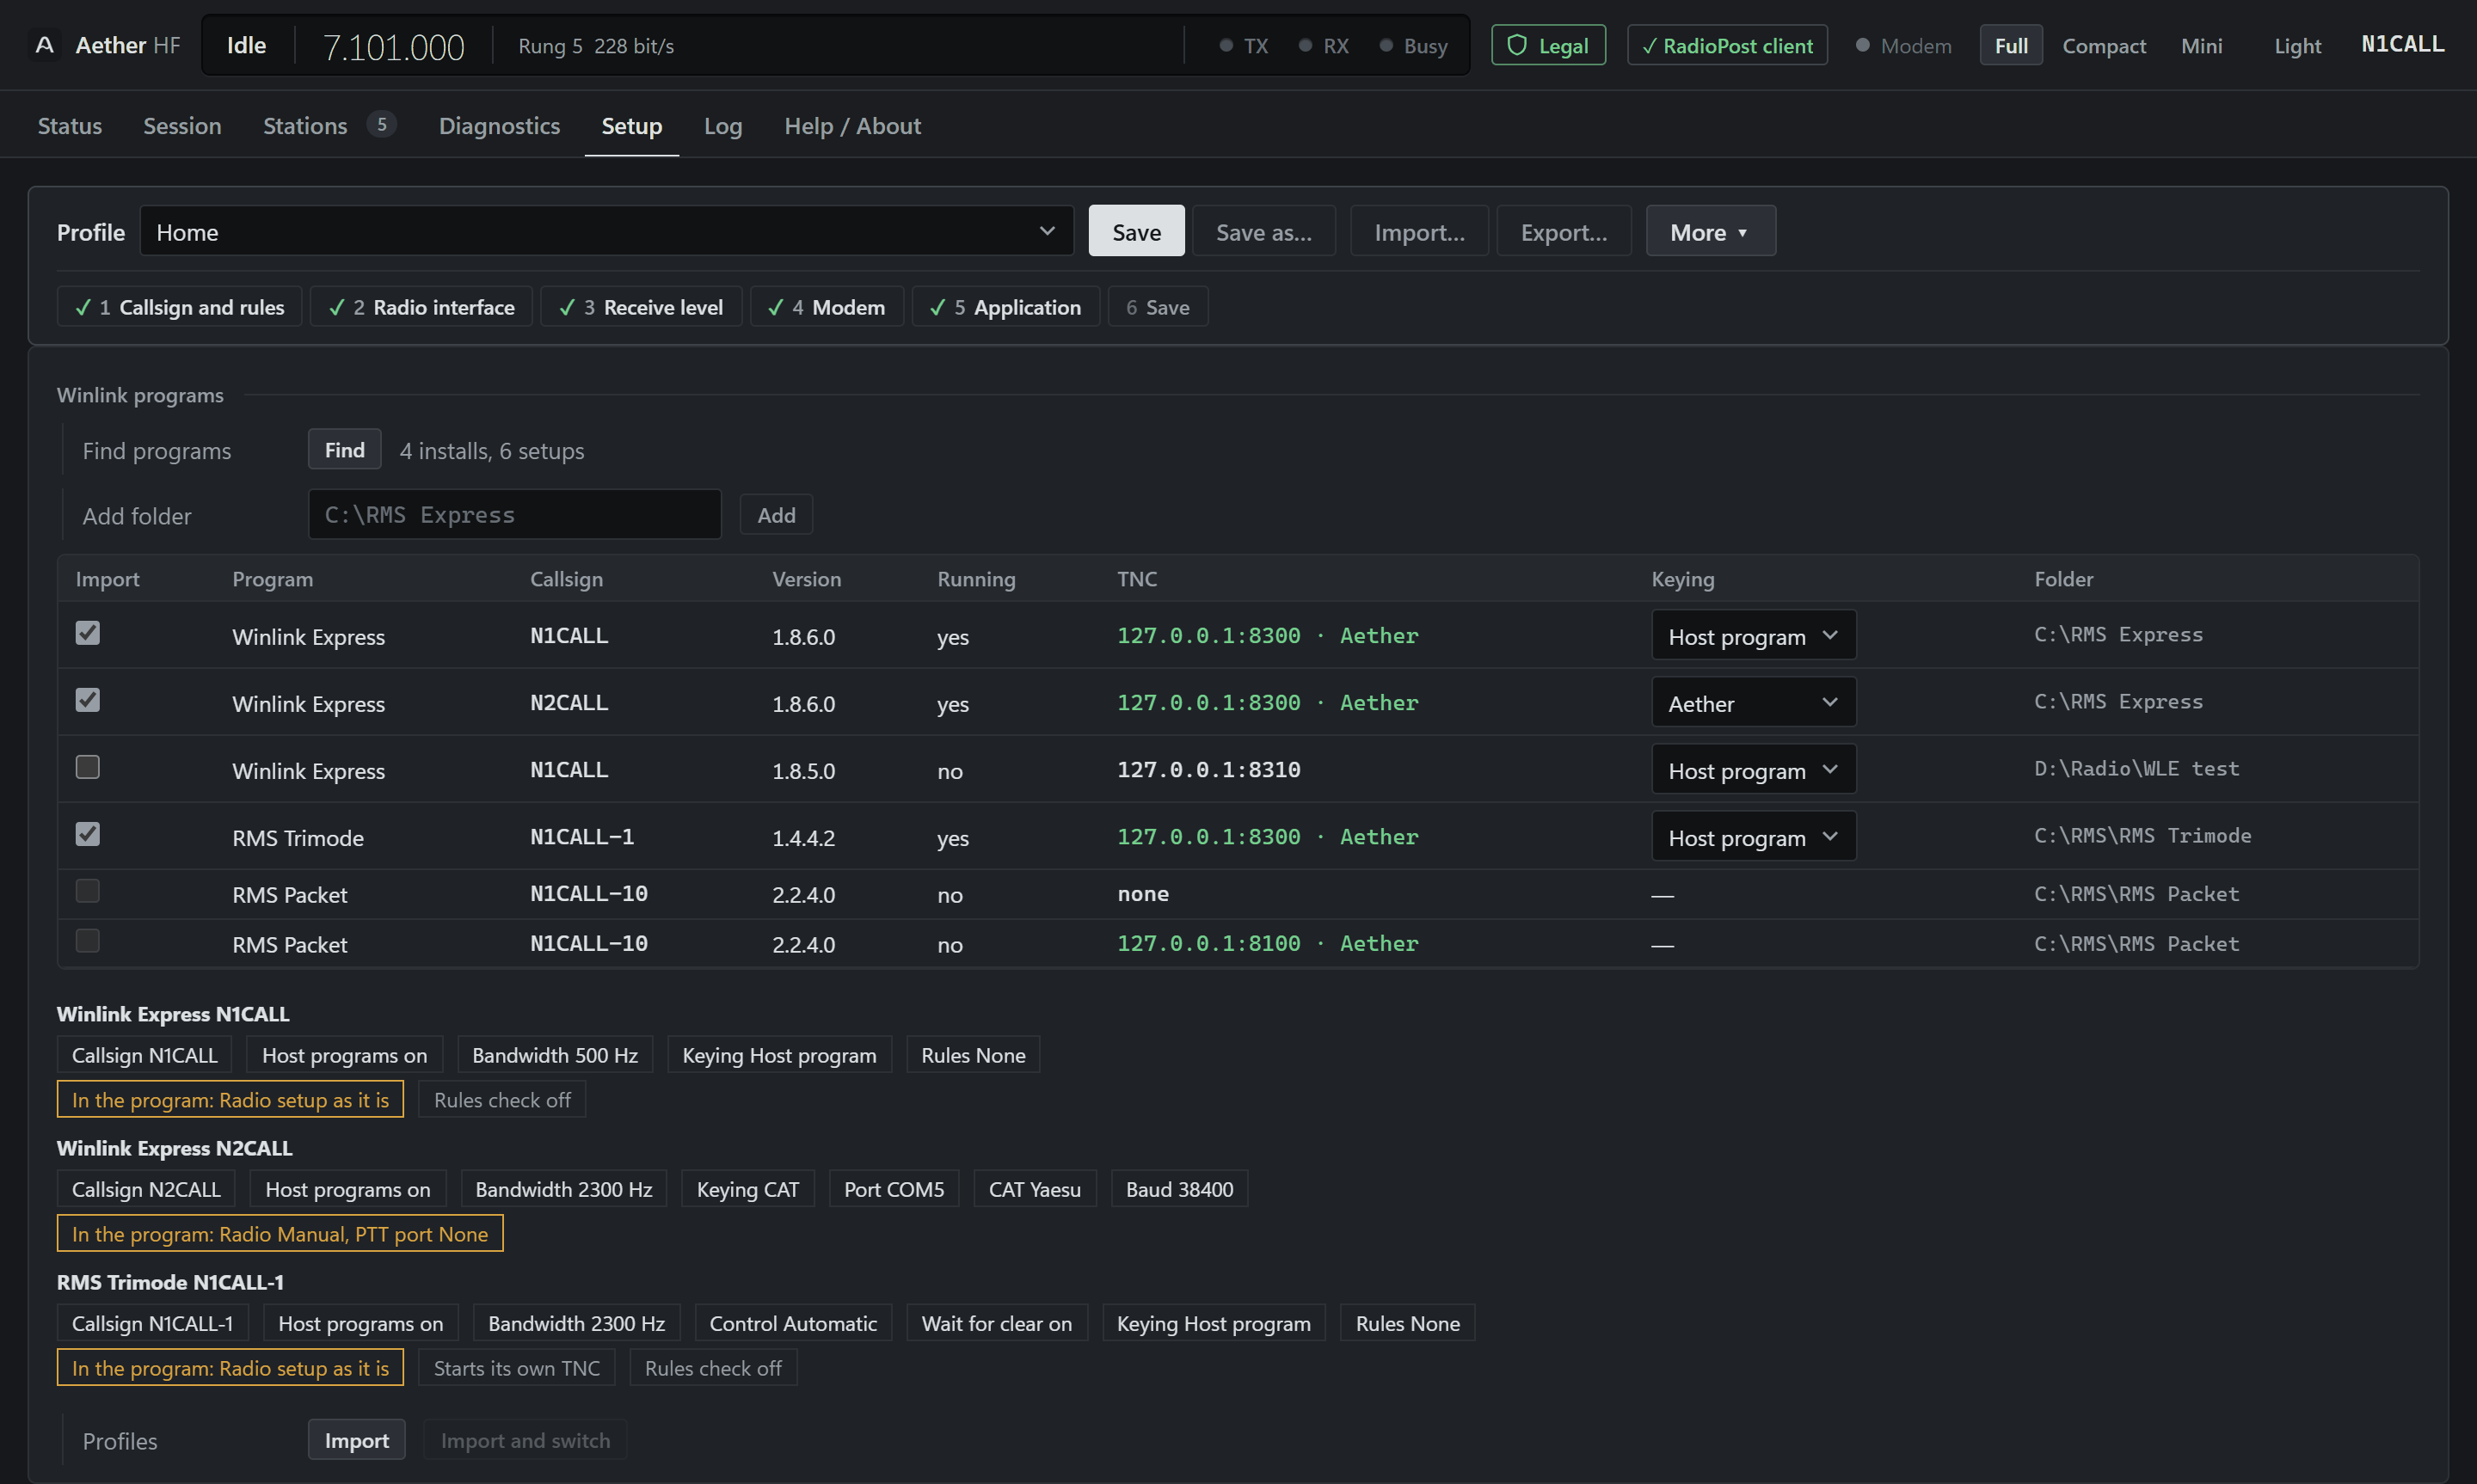 Aether HF Idle 7.101.000 Rung 5 228 bit/s TX RX Busy Legal ✓ RadioPost client Modem Full Compact Mini Light N1CALL
Status Session Stations 5 Diagnostics Setup Log Help / About
Profile Home Save Save as... Import... Export... More ▾
✓ 1 Callsign and rules ✓ 2 Radio interface ✓ 3 Receive level ✓ 4 Modem ✓ 5 Application 6 Save
Winlink programs
Find programs Find 4 installs, 6 setups
Add folder C:\RMS Express Add
Import Program Callsign Version Running TNC Keying Folder
Winlink Express N1CALL 1.8.6.0 yes 127.0.0.1:8300 · Aether Host program C:\RMS Express
Winlink Express N2CALL 1.8.6.0 yes 127.0.0.1:8300 · Aether Aether C:\RMS Express
Winlink Express N1CALL 1.8.5.0 no 127.0.0.1:8310 Host program D:\Radio\WLE test
RMS Trimode N1CALL-1 1.4.4.2 yes 127.0.0.1:8300 · Aether Host program C:\RMS\RMS Trimode
RMS Packet N1CALL-10 2.2.4.0 no none — C:\RMS\RMS Packet
RMS Packet N1CALL-10 2.2.4.0 no 127.0.0.1:8100 · Aether — C:\RMS\RMS Packet
Winlink Express N1CALL
Callsign N1CALL Host programs on Bandwidth 500 Hz Keying Host program Rules None
In the program: Radio setup as it is Rules check off
Winlink Express N2CALL
Callsign N2CALL Host programs on Bandwidth 2300 Hz Keying CAT Port COM5 CAT Yaesu Baud 38400
In the program: Radio Manual, PTT port None
RMS Trimode N1CALL-1
Callsign N1CALL-1 Host programs on Bandwidth 2300 Hz Control Automatic Wait for clear on Keying Host program Rules None
In the program: Radio setup as it is Starts its own TNC Rules check off
Profiles Import Import and switch